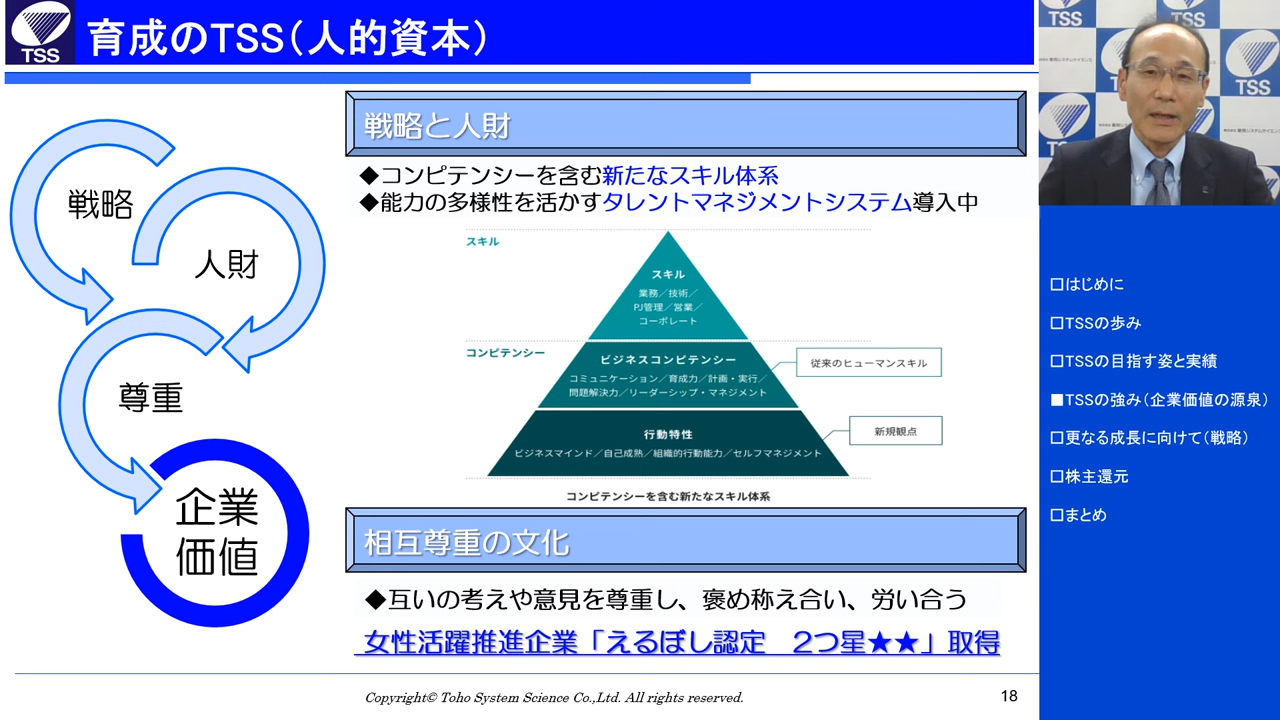 TSS
育成のTSS（人的資本）
戦略
人財
尊重
企業
価値
戦略と人財
◆コンピテンシーを含む新たなスキル体系
◆能力の多様性を活かすタレントマネジメントシステム導入中
スキル
スキル
業務／技術／
PJ管理／営業／
コーポレート
コンピテンシー
ビジネスコンピテンシー
コミュニケーション／育成力／計画・実行／
問題解決力／リーダーシップ・マネジメント
従来のヒューマンスキル
行動特性
ビジネスマインド／自己成熟／組織的行動能力／セルフマネジメント
新規観点
コンピテンシーを含む新たなスキル体系
相互尊重の文化
◆互いの考えや意見を尊重し、褒め称え合い、労い合う
女性活躍推進企業「えるぼし認定　2つ星★★」取得
Copyright© Toho System Science Co.,Ltd. All rights reserved.
18
TSS
TSS
TSS
□はじめに
□TSSの歩み
□TSSの目指す姿と実績
■TSSの強み（企業価値の源泉）
□更なる成長に向けて（戦略）
□株主還元
□まとめ